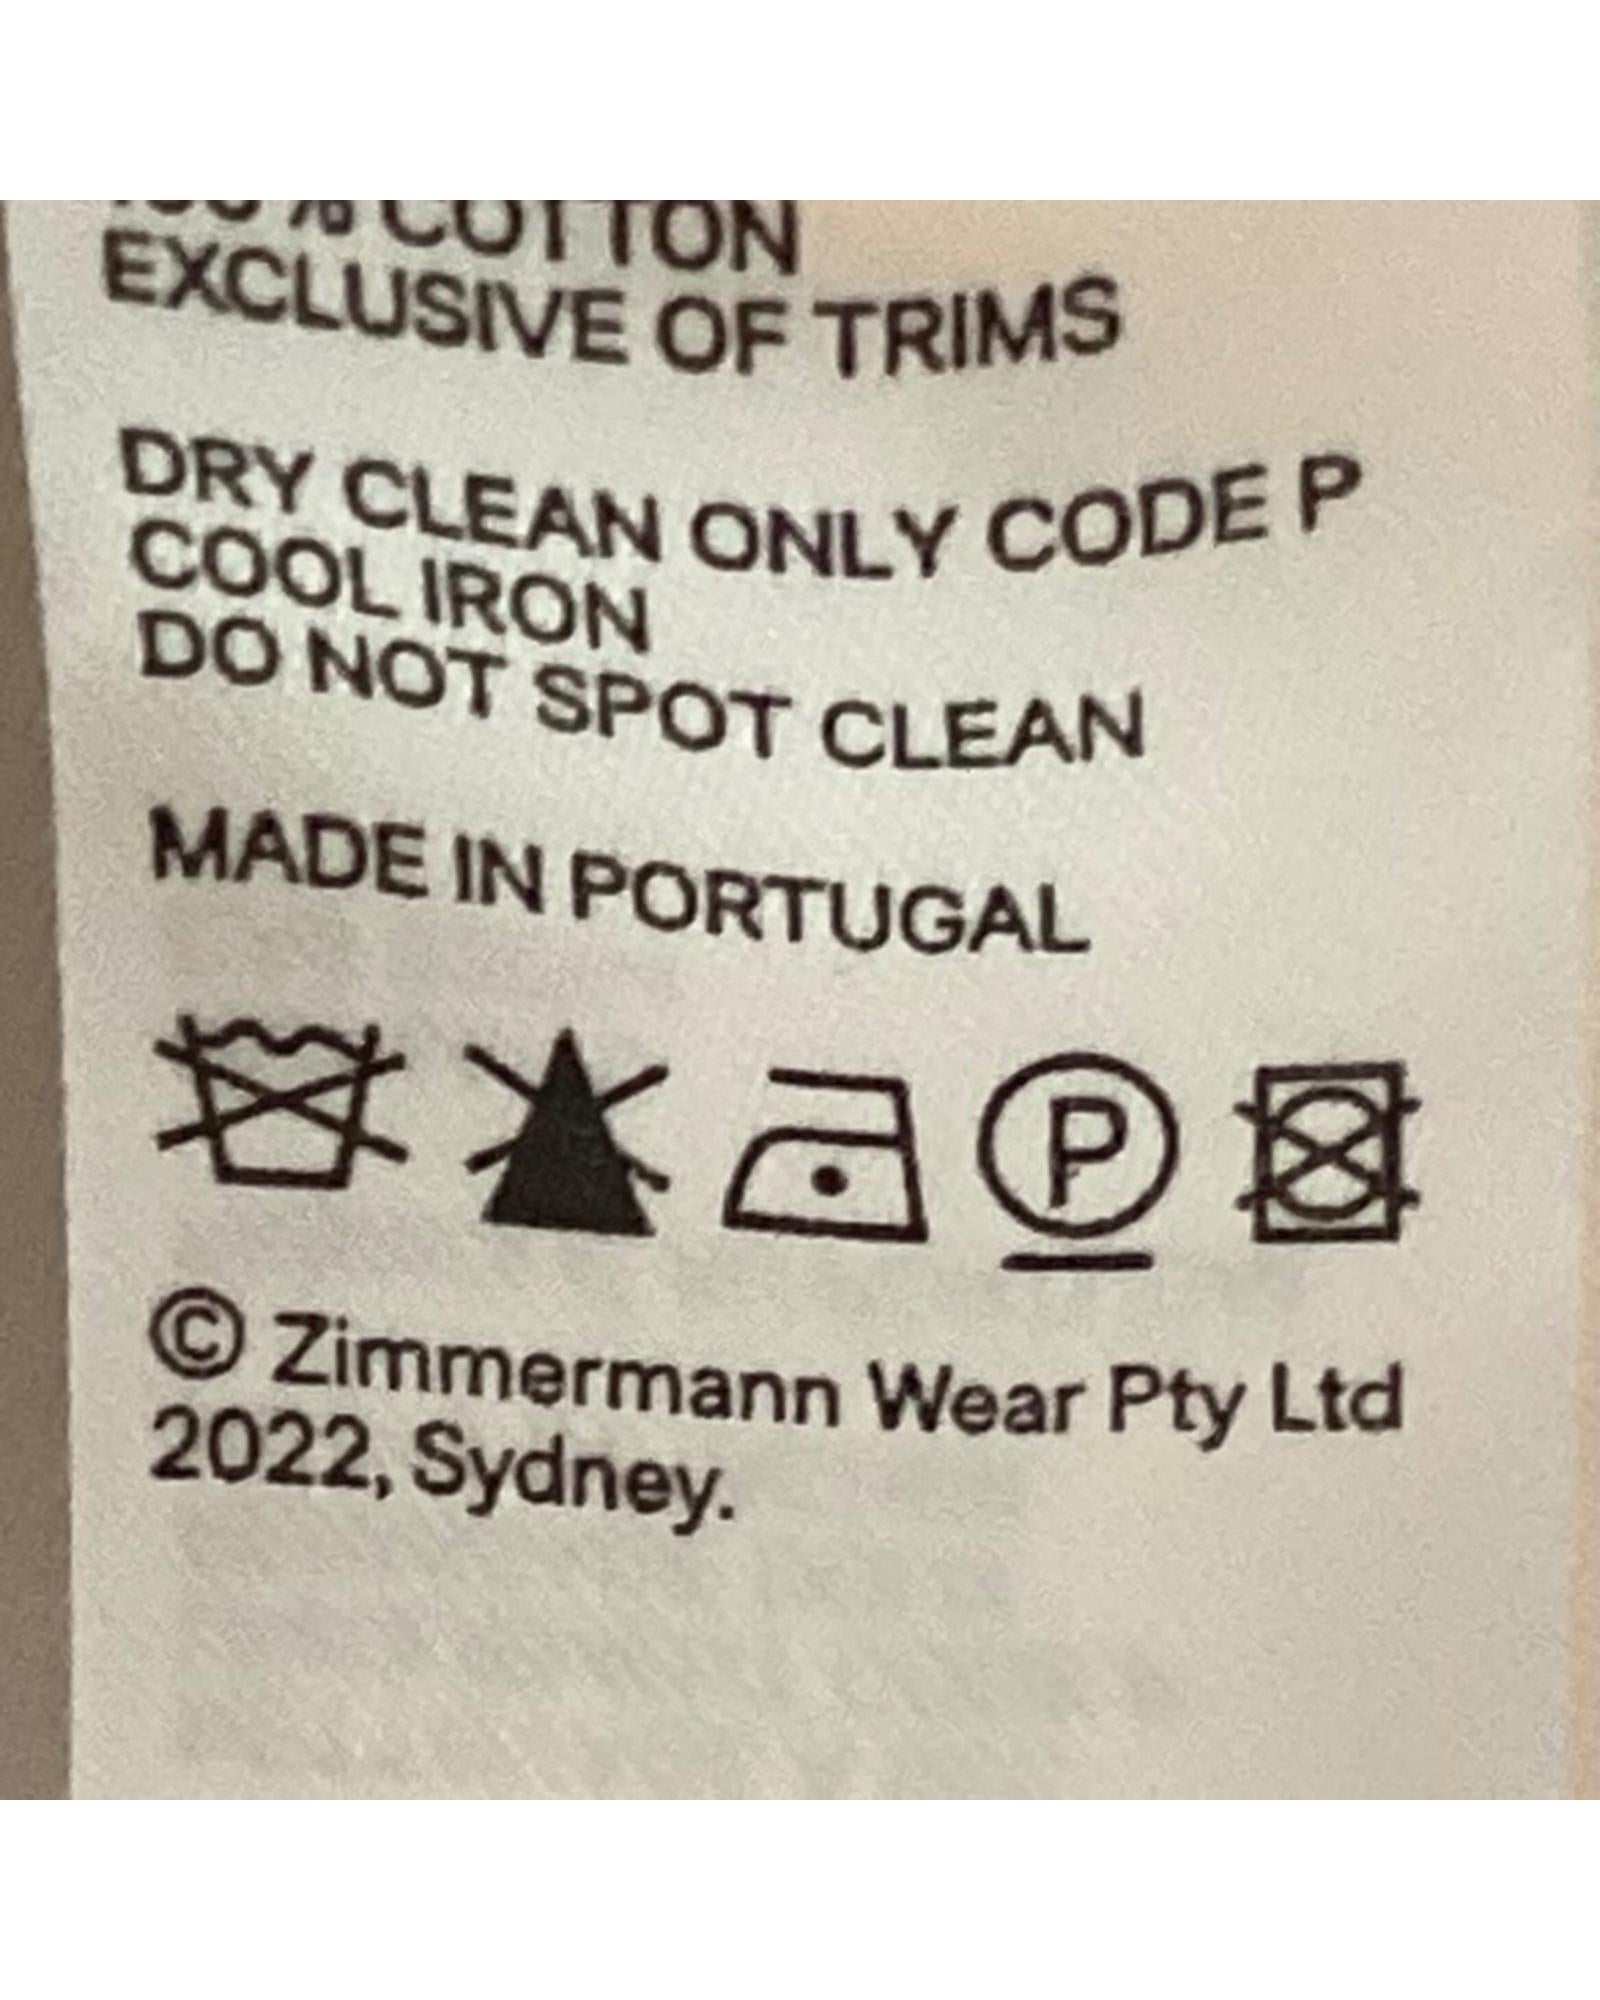 % COTTON
EXCLUSIVE OF TRIMS
DRY CLEAN ONLY CODE P
COOL IRON
DO NOT SPOT CLEAN
MADE IN PORTUGAL
P
© Zimmermann Wear Pty Ltd
2022, Sydney.